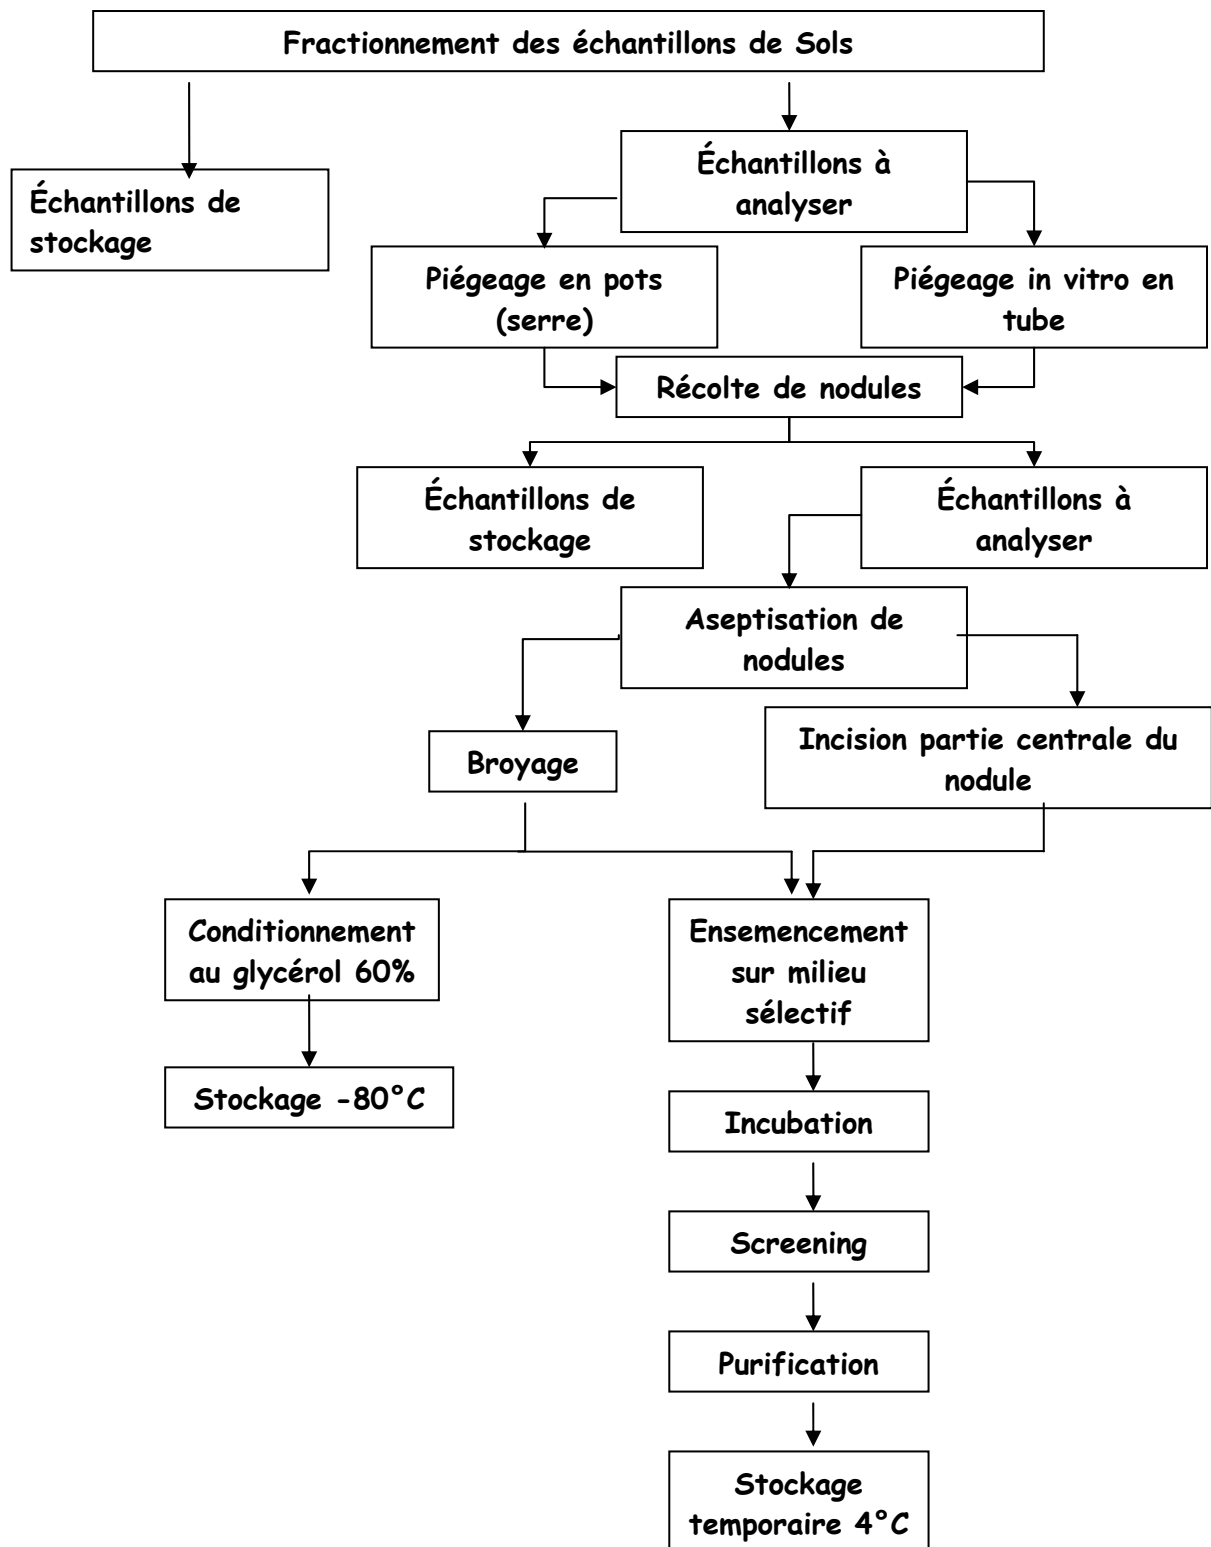 Fractionnement des échantillons de Sols
Échantillons à
analyser
Échantillons de
stockage
Piégeage en pots
(serre)
Piégeage in vitro en
tube
Récolte de nodules
Échantillons de
stockage
Échantillons à
analyser
Aseptisation de
nodules
Broyage
Incision partie centrale du
nodule
Conditionnement
au glycérol 60%
Ensemencement
sur milieu
sélectif
Stockage -80°C
Incubation
Screening
Purification
Stockage
temporaire 4°C